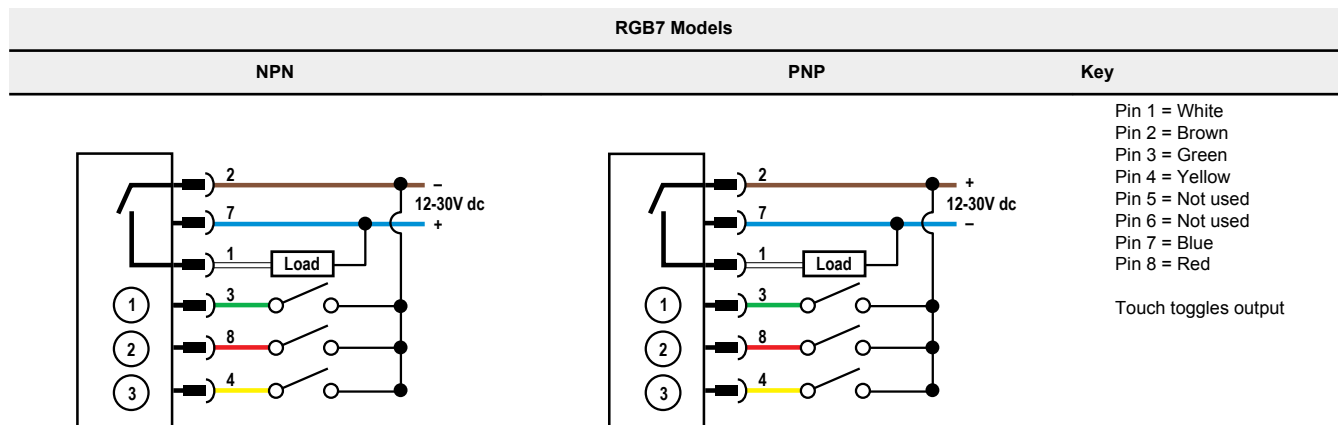 RGB7 Models
NPN
PNP
Key
2
–
12-30V dc
7
+
1
Load
1
3
2
8
3
4
2
+
12-30V dc
7
–
1
Load
1
3
2
8
3
4
Pin 1 = White
Pin 2 = Brown
Pin 3 = Green
Pin 4 = Yellow
Pin 5 = Not used
Pin 6 = Not used
Pin 7 = Blue
Pin 8 = Red
Touch toggles output